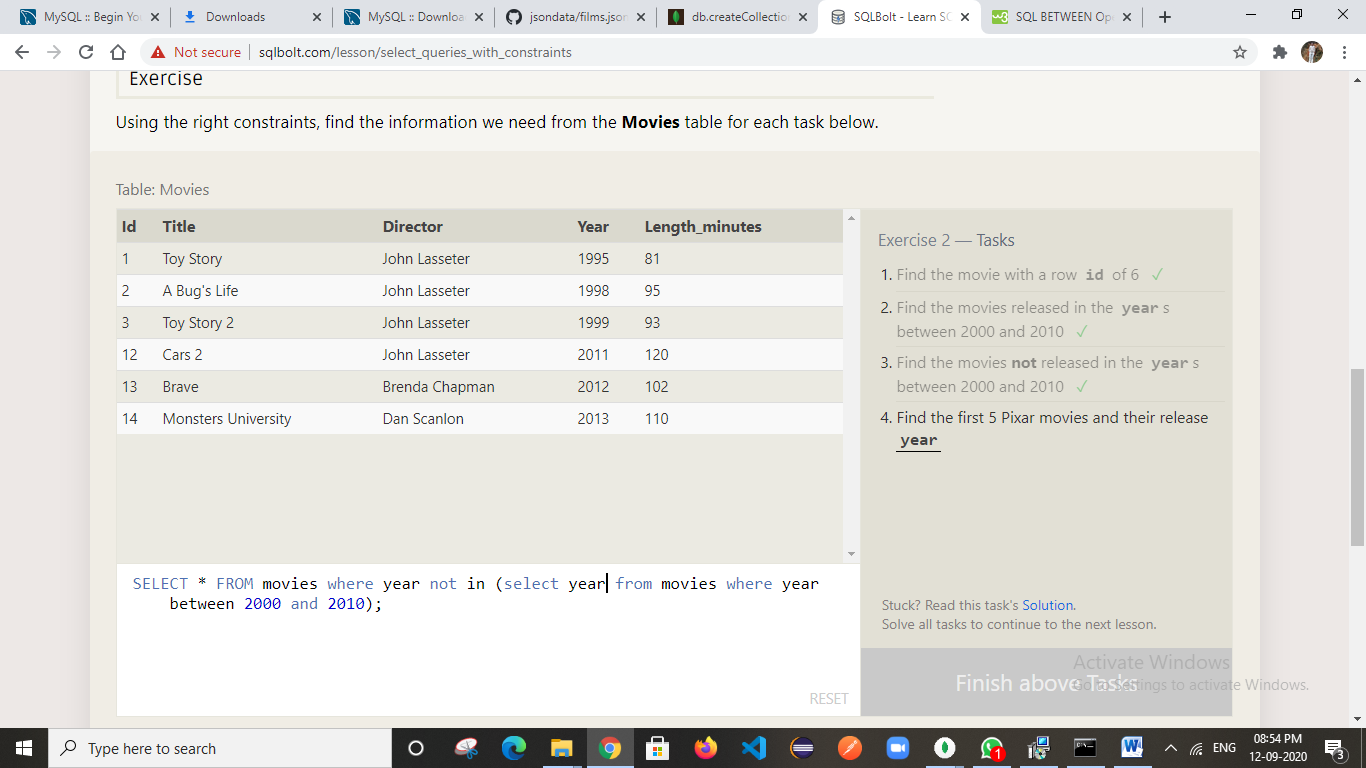 MySQL :: Begin Yo
Downloads
MySQL :: Downloa
jsondata/films.json
db.createCollectio
SQLBolt - Learn SQ
SQL BETWEEN Op
Not secure
sqlbolt.com/lesson/select_queries_with_constraints
Exercise
Using the right constraints, find the information we need from the Movies table for each task below.
Table: Movies
Id Title Director Year Length_minutes
1 Toy Story John Lasseter 1995 81
2 A Bug's Life John Lasseter 1998 95
3 Toy Story 2 John Lasseter 1999 93
12 Cars 2 John Lasseter 2011 120
13 Brave Brenda Chapman 2012 102
14 Monsters University Dan Scanlon 2013 110
SELECT * FROM movies where year not in (select year from movies where year
between 2000 and 2010);
RESET
Exercise 2 — Tasks
1. Find the movie with a row id of 6 ✓
2. Find the movies released in the year s
between 2000 and 2010 ✓
3. Find the movies not released in the year s
between 2000 and 2010 ✓
4. Find the first 5 Pixar movies and their release
year
Stuck? Read this task's Solution.
Solve all tasks to continue to the next lesson.
Finish above Tasks
Activate Windows
Go to Settings to activate Windows.
Type here to search
1
ENG
08:54 PM
12-09-2020
3